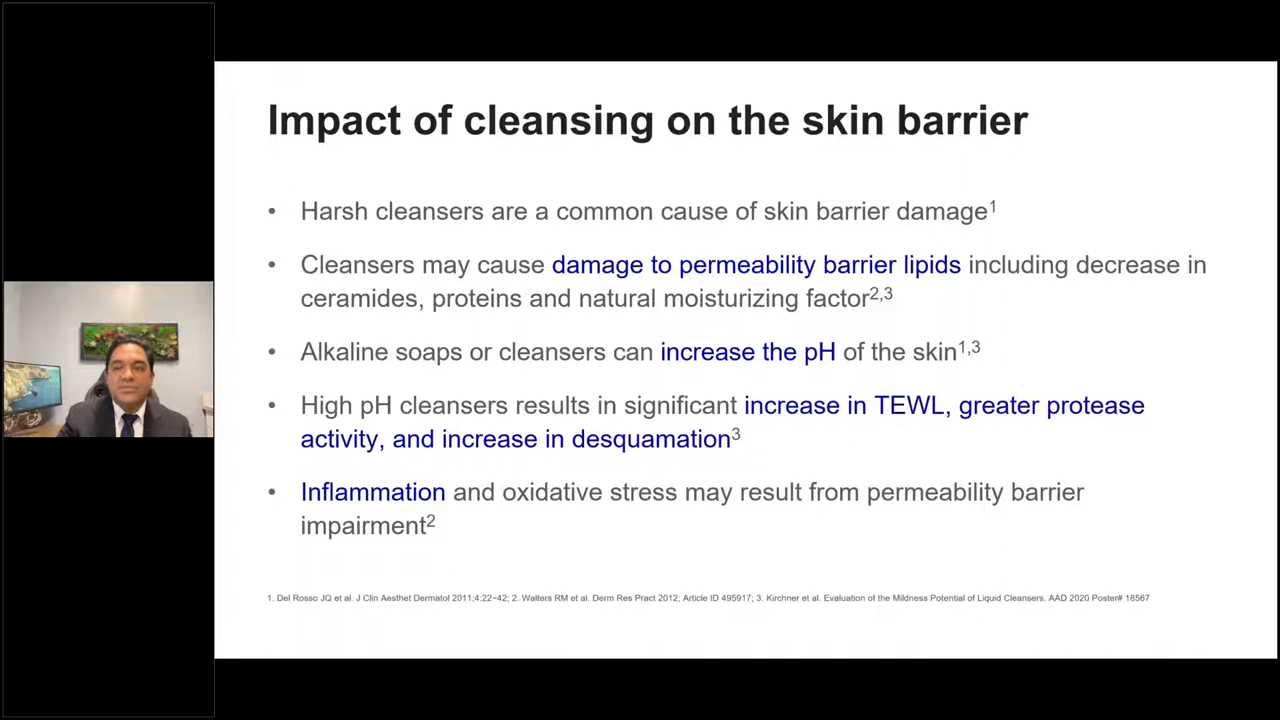 Impact of cleansing on the skin barrier
• Harsh cleansers are a common cause of skin barrier damage1
• Cleansers may cause damage to permeability barrier lipids including decrease in
ceramides, proteins and natural moisturizing factor2,3
• Alkaline soaps or cleansers can increase the pH of the skin1,3
• High pH cleansers results in significant increase in TEWL, greater protease
activity, and increase in desquamation3
• Inflammation and oxidative stress may result from permeability barrier
impairment2
1. Del Rosso JQ et al. J Clin Aesthet Dermatol 2011;4:22–42; 2. Walters RM et al. Derm Res Pract 2012; Article ID 495917; 3. Kirchner et al. Evaluation of the Mildness Potential of Liquid Cleansers. AAD 2020 Poster# 18567